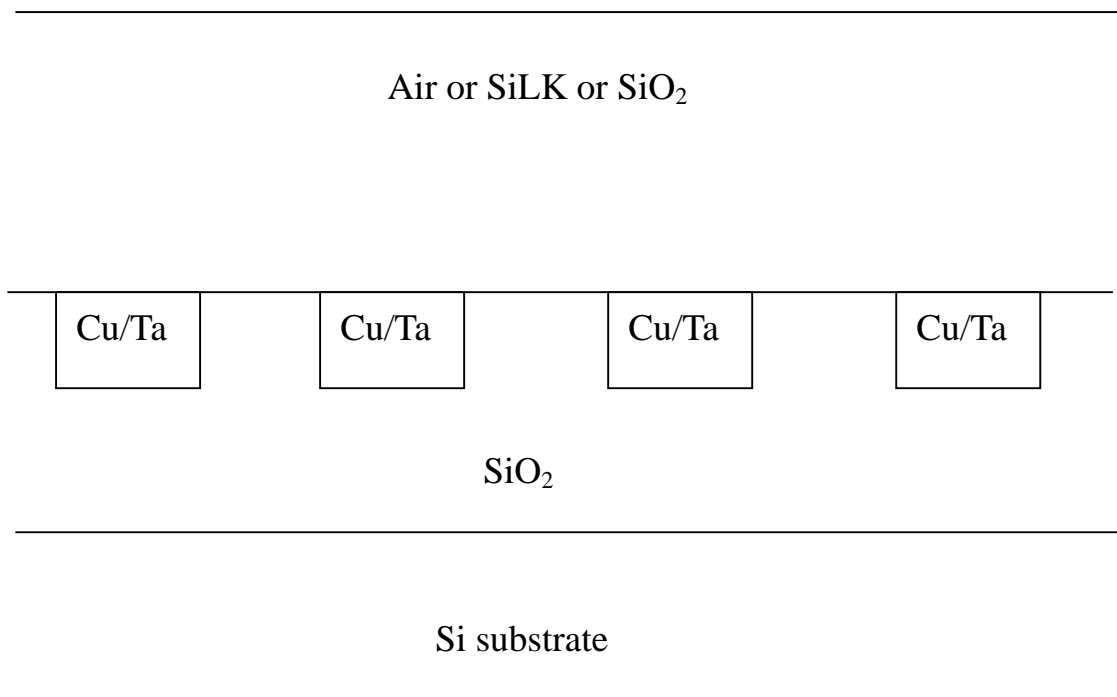 Air or SiLK or SiO₂
Cu/Ta Cu/Ta Cu/Ta Cu/Ta
SiO₂
Si substrate